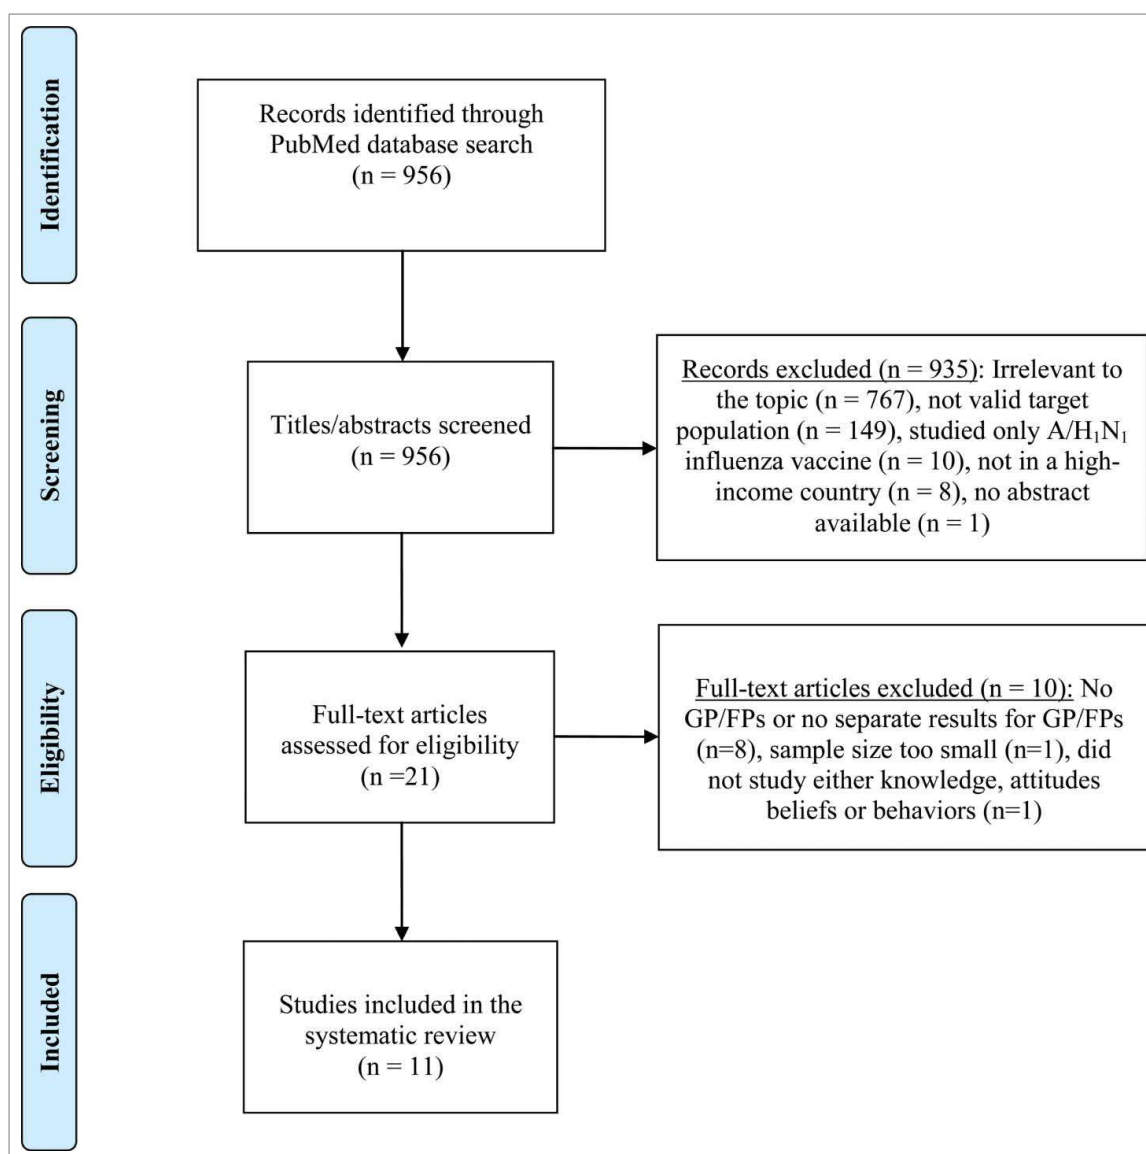 Identification
Records identified through
PubMed database search
(n = 956)
Screening
Titles/abstracts screened
(n = 956)
Records excluded (n = 935): Irrelevant to
the topic (n = 767), not valid target
population (n = 149), studied only A/H₁N₁
influenza vaccine (n = 10), not in a high-
income country (n = 8), no abstract
available (n = 1)
Eligibility
Full-text articles
assessed for eligibility
(n =21)
Full-text articles excluded (n = 10): No
GP/FPs or no separate results for GP/FPs
(n=8), sample size too small (n=1), did
not study either knowledge, attitudes
beliefs or behaviors (n=1)
Included
Studies included in the
systematic review
(n = 11)